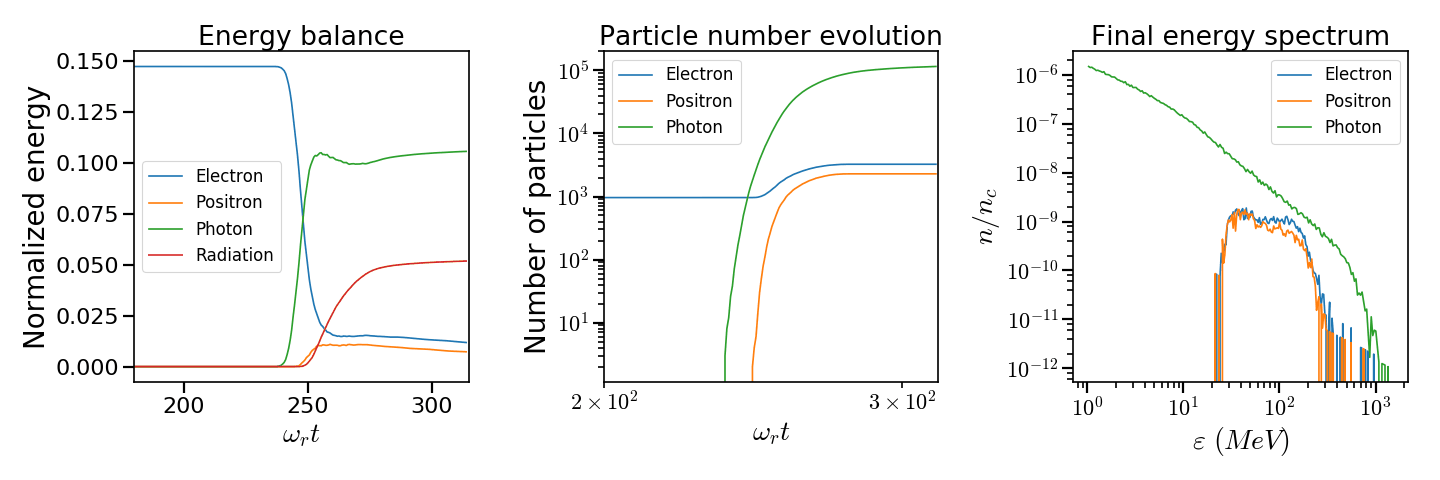 Energy balance
Normalized energy
0.150
0.125
0.100
0.075
0.050
0.025
0.000
Electron
Positron
Photon
Radiation
200
250
300
ω_r t
Particle number evolution
Number of particles
10^5
10^4
10^3
10^2
10^1
Electron
Positron
Photon
2 × 10^2
3 × 10^2
ω_r t
Final energy spectrum
n/n_c
10^−6
10^−7
10^−8
10^−9
10^−10
10^−11
10^−12
Electron
Positron
Photon
10^0
10^1
10^2
10^3
ε (MeV)